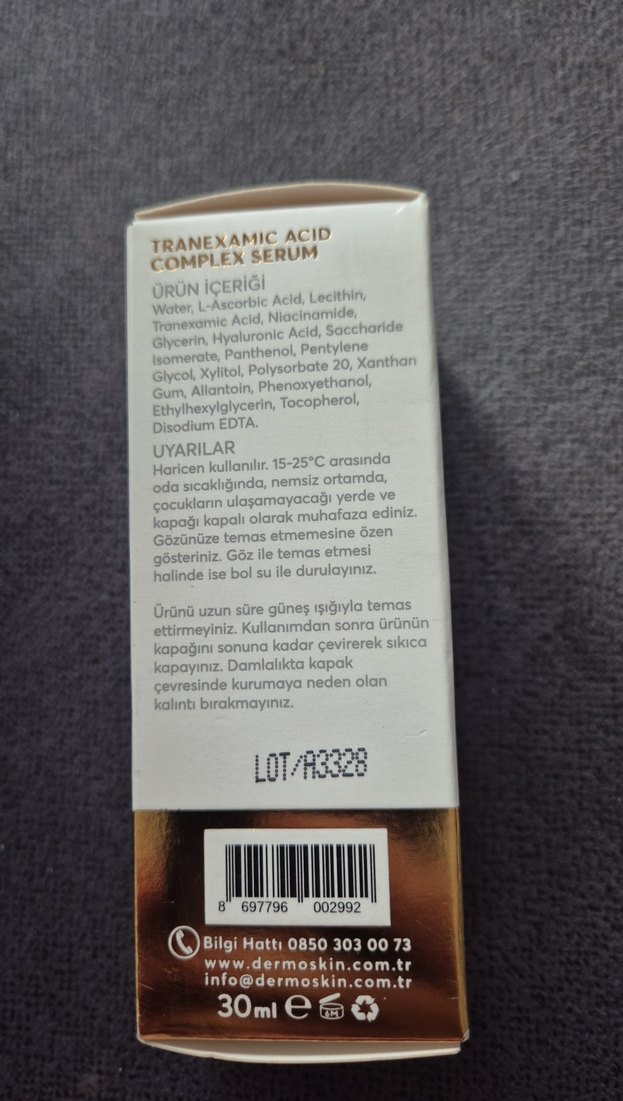 TRANEXAMIC ACID
COMPLEX SERUM
ÜRÜN İÇERİĞİ
Water, L-Ascorbic Acid, Lecithin,
Tranexamic Acid, Niacinamide,
Glycerin, Hyaluronic Acid, Saccharide
Isomerate, Panthenol, Pentylene
Glycol, Xylitol, Polysorbate 20, Xanthan
Gum, Allantoin, Phenoxyethanol,
Ethylhexylglycerin, Tocopherol,
Disodium EDTA.
UYARILAR
Haricen kullanılır. 15-25°C arasında
oda sıcaklığında, nemsiz ortamda,
çocukların ulaşamayacağı yerde ve
kapağı kapalı olarak muhafaza ediniz.
Gözünüze temas etmemesine özen
gösteriniz. Göz ile temas etmesi
halinde ise bol su ile durulayınız.
Ürünü uzun süre güneş ışığıyla temas
ettirmeyiniz. Kullanımdan sonra ürünün
kapağını sonuna kadar çevirerek sıkıca
kapayınız. Damlalıkta kapak
çevresinde kurumaya neden olan
kalıntı bırakmayınız.
LOT/A3328
8 697796 002992
Bilgi Hattı 0850 303 00 73
www.dermoskin.com.tr
info@dermoskin.com.tr
30ml e 6M